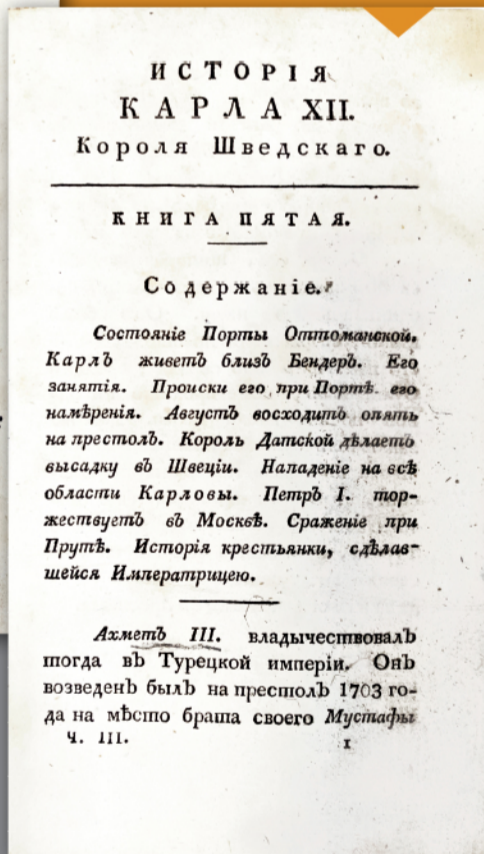 ИСТОРІЯ
КАРЛА XII.
Короля Шведскаго.
КНИГА ПЯТАЯ.
Содержаніе.
Состояніе Порты Оттоманской.
Карлъ живетъ близъ Бендеръ. Его
занятія. Происки его при Портѣ. его
намѣренія. Августъ восходитъ опять
на престолъ. Король Датской дѣлаетъ
высадку въ Швеціи. Нападеніе на всѣ
области Карловы. Петръ I. тор-
жествуетъ въ Москвѣ. Сраженіе при
Прутѣ. Исторія крестьянки, сдѣлав-
шейся Императрицею.
Ахметъ III. владычествовалъ
тогда въ Турецкой имперіи. Онъ
возведенъ былъ на престолъ 1703 го-
да на мѣсто брата своего Мустафы
Ч. III. 1